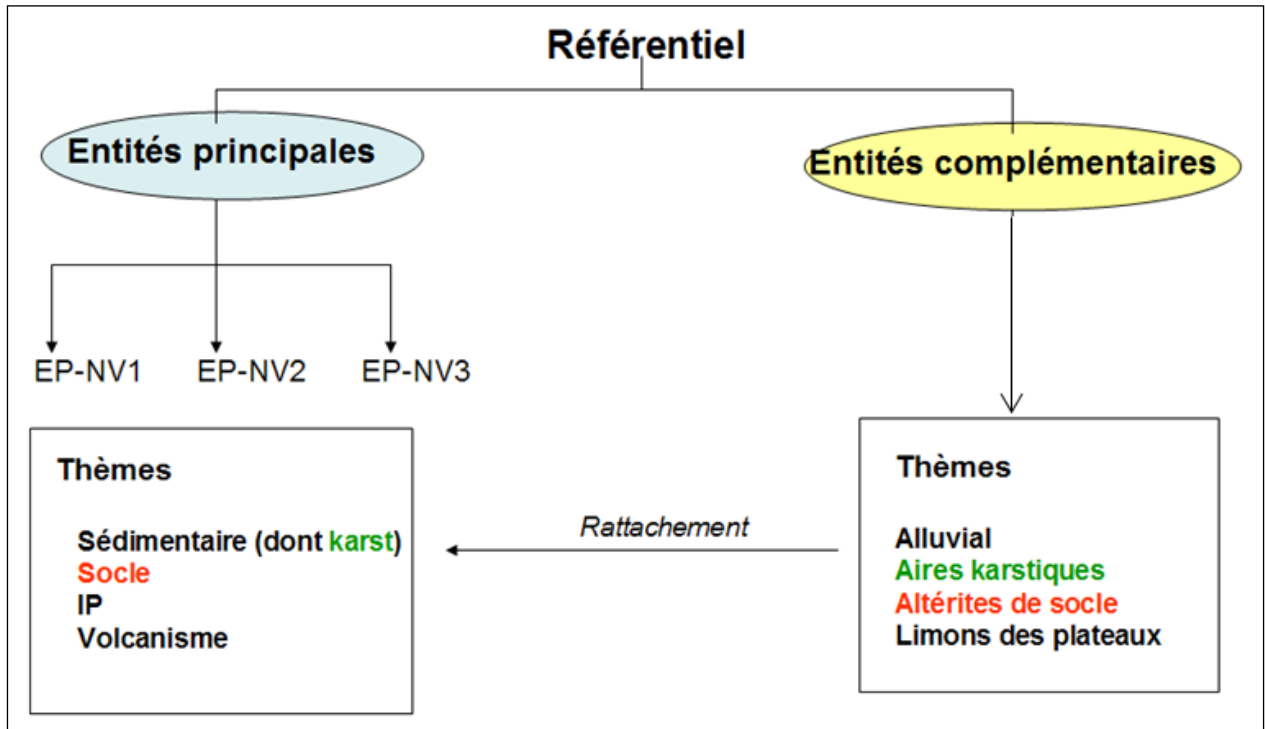 Référentiel
Entités principales
Entités complémentaires
EP-NV1
EP-NV2
EP-NV3
Thèmes
Sédimentaire (dont karst)
Socle
IP
Volcanisme
Rattachement
Thèmes
Alluvial
Aires karstiques
Altérites de socle
Limons des plateaux